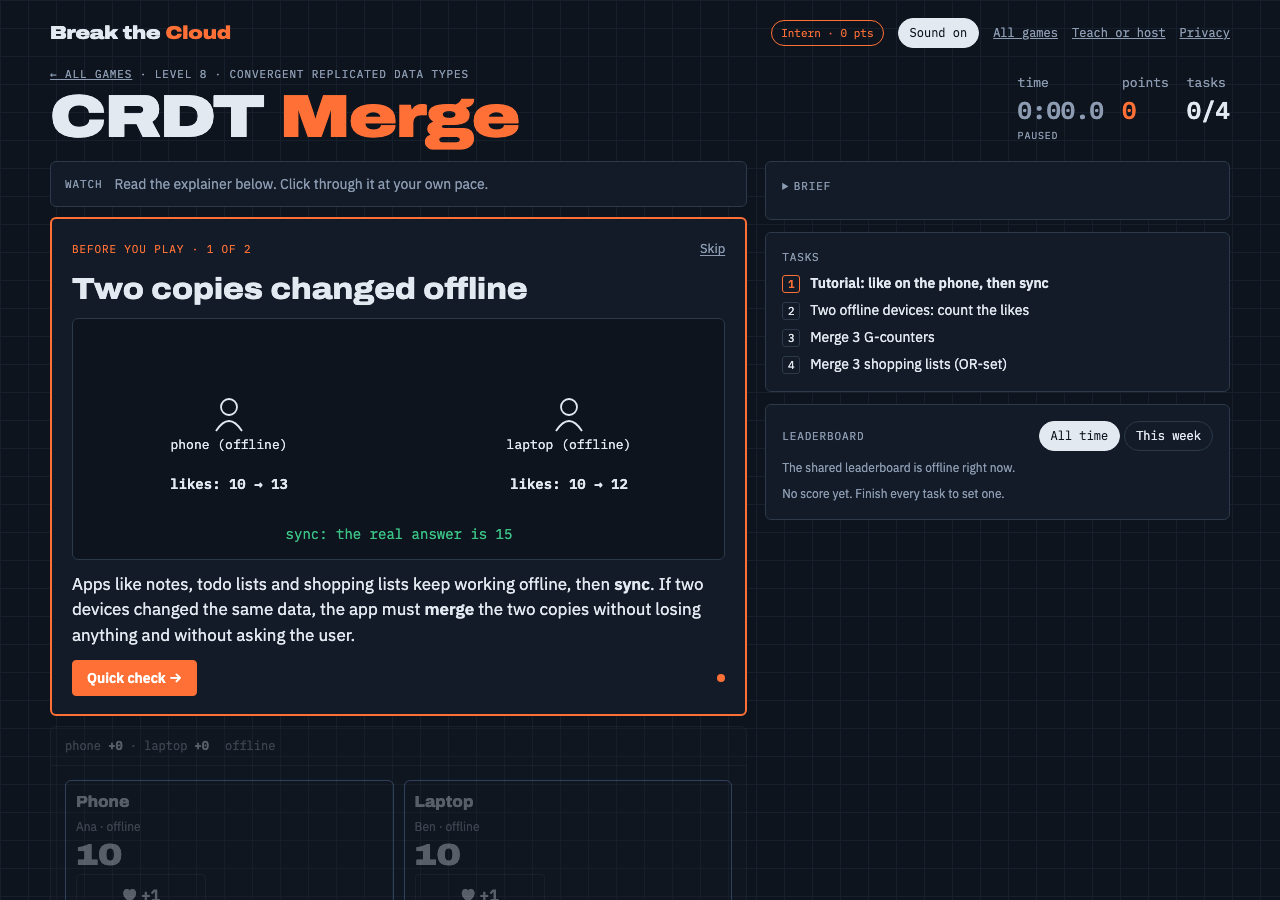 Break the Cloud
Intern · 0 pts
Sound on
All games
Teach or host
Privacy
← ALL GAMES · LEVEL 8 · CONVERGENT REPLICATED DATA TYPES
CRDT Merge
time
0:00.0
PAUSED
points
0
tasks
0/4
WATCH Read the explainer below. Click through it at your own pace.
BEFORE YOU PLAY · 1 OF 2
Skip
Two copies changed offline
phone (offline)
laptop (offline)
likes: 10 → 13
likes: 10 → 12
sync: the real answer is 15
Apps like notes, todo lists and shopping lists keep working offline, then sync. If two
devices changed the same data, the app must merge the two copies without losing
anything and without asking the user.
Quick check →
phone +0 · laptop +0 offline
Phone
Ana · offline
10
♥ +1
Laptop
Ben · offline
10
♥ +1
▶ BRIEF
TASKS
1 Tutorial: like on the phone, then sync
2 Two offline devices: count the likes
3 Merge 3 G-counters
4 Merge 3 shopping lists (OR-set)
LEADERBOARD
All time
This week
The shared leaderboard is offline right now.
No score yet. Finish every task to set one.